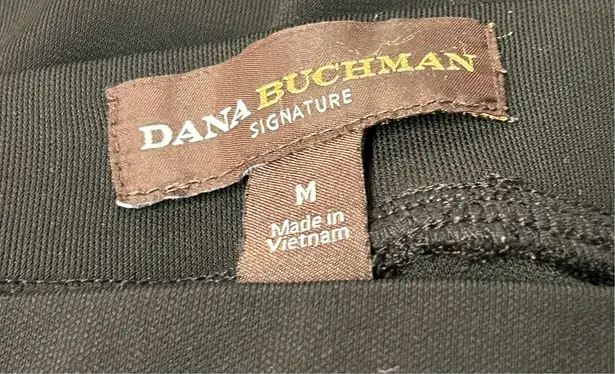 DANA BUCHMAN
SIGNATURE
M
Made in
Vietnam